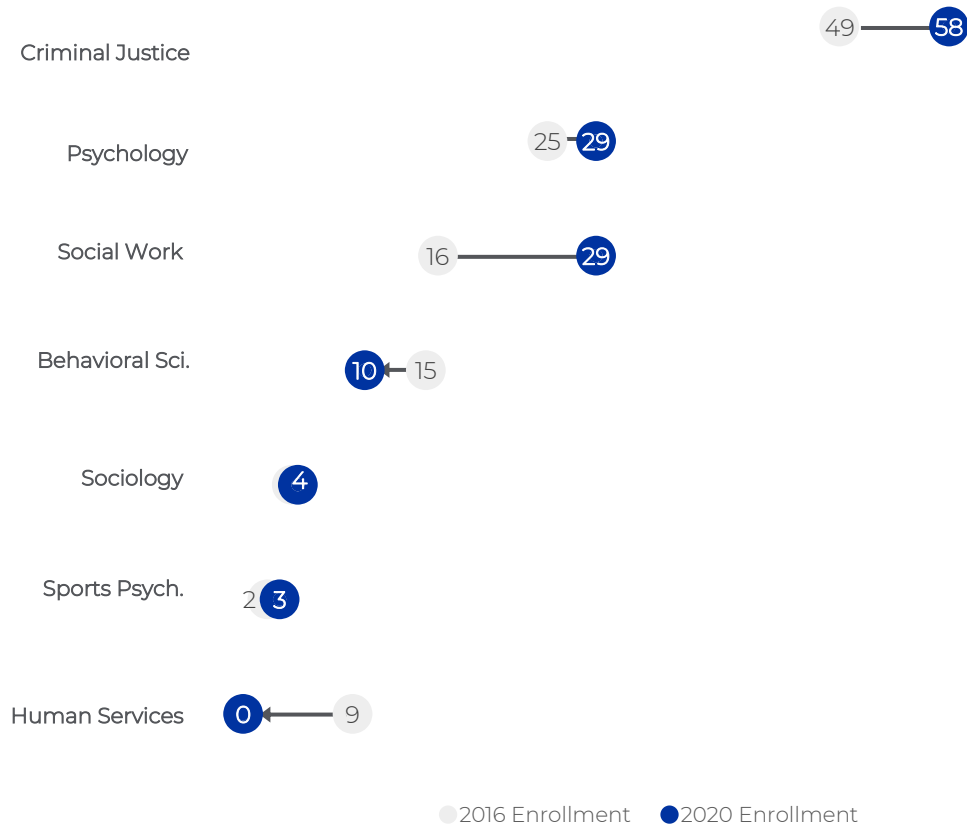 49 58
Criminal Justice
25 29
Psychology
Social Work
16 29
Behavioral Sci.
10 15
Sociology
4
Sports Psych.
2 3
Human Services
0 9
2016 Enrollment 2020 Enrollment